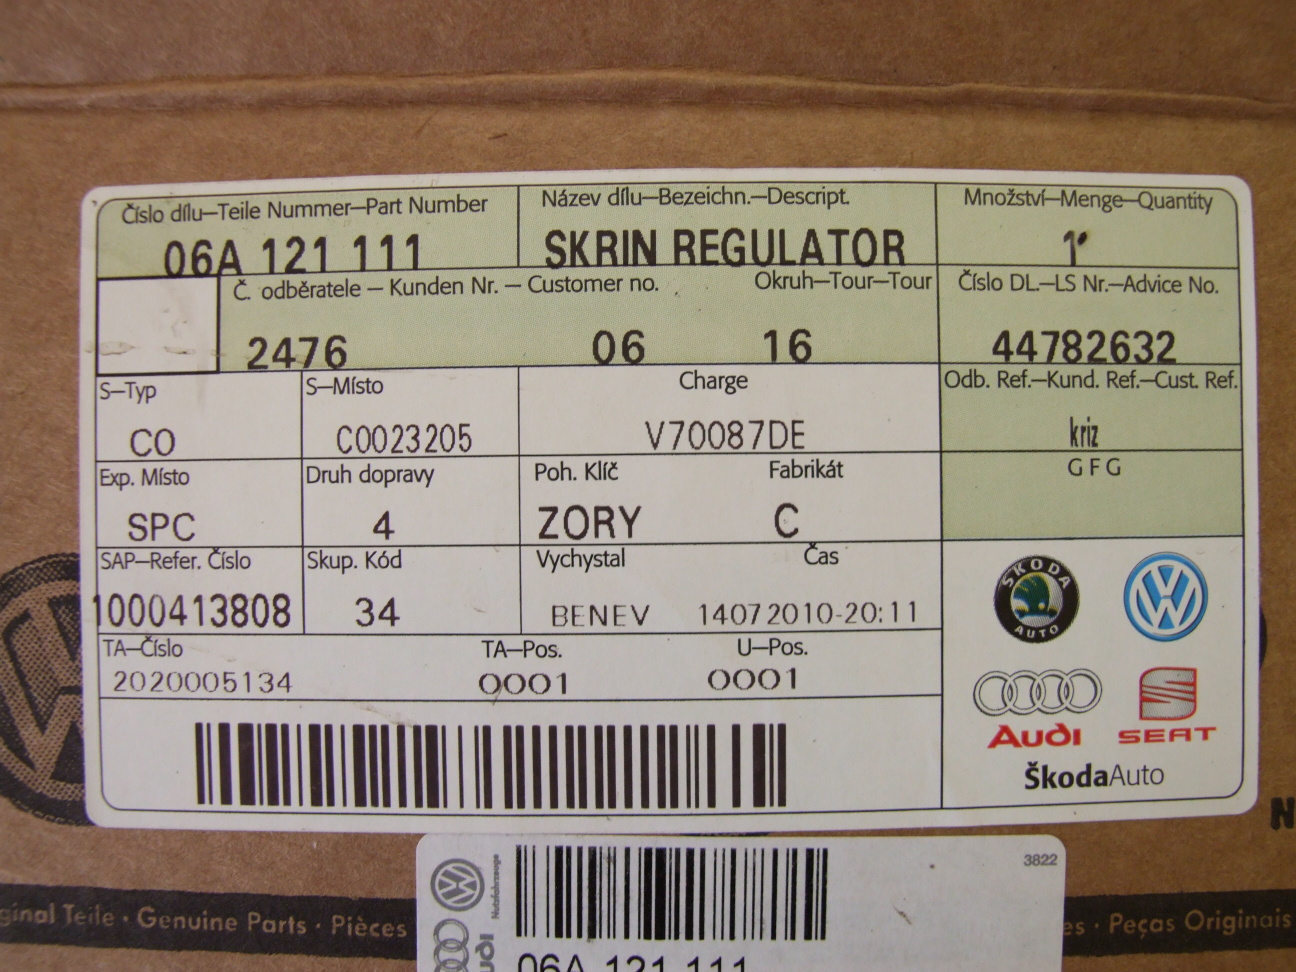 Číslo dílu–Teile Nummer–Part Number
06A 121 111
Název dílu–Bezeichn.–Descript.
SKRIN REGULATOR
Množství–Menge–Quantity
1
Č. odběratele – Kunden Nr. – Customer no.
Okruh–Tour–Tour
2476 06 16
Číslo DL.–LS Nr.–Advice No.
44782632
S–Typ
CO
S–Místo
C0023205
Charge
V70087DE
Odb. Ref.–Kund. Ref.–Cust. Ref.
kriz
Exp. Místo
SPC
Druh dopravy
4
Poh. Klíč
ZORY
Fabrikát
C
GFG
SAP–Refer. Číslo
1000413808
Skup. Kód
34
Vychystal
BENEV
Čas
14072010-20:11
TA–Číslo
2020005134
TA–Pos.
0001
U–Pos.
0001
ŠKODA
AUTO
Audi
SEAT
ŠkodaAuto
N
Nutzfahrzeuge
3822
06A 121 111
ginal Teile · Genuine Parts · Pièces
es · Peças Originais